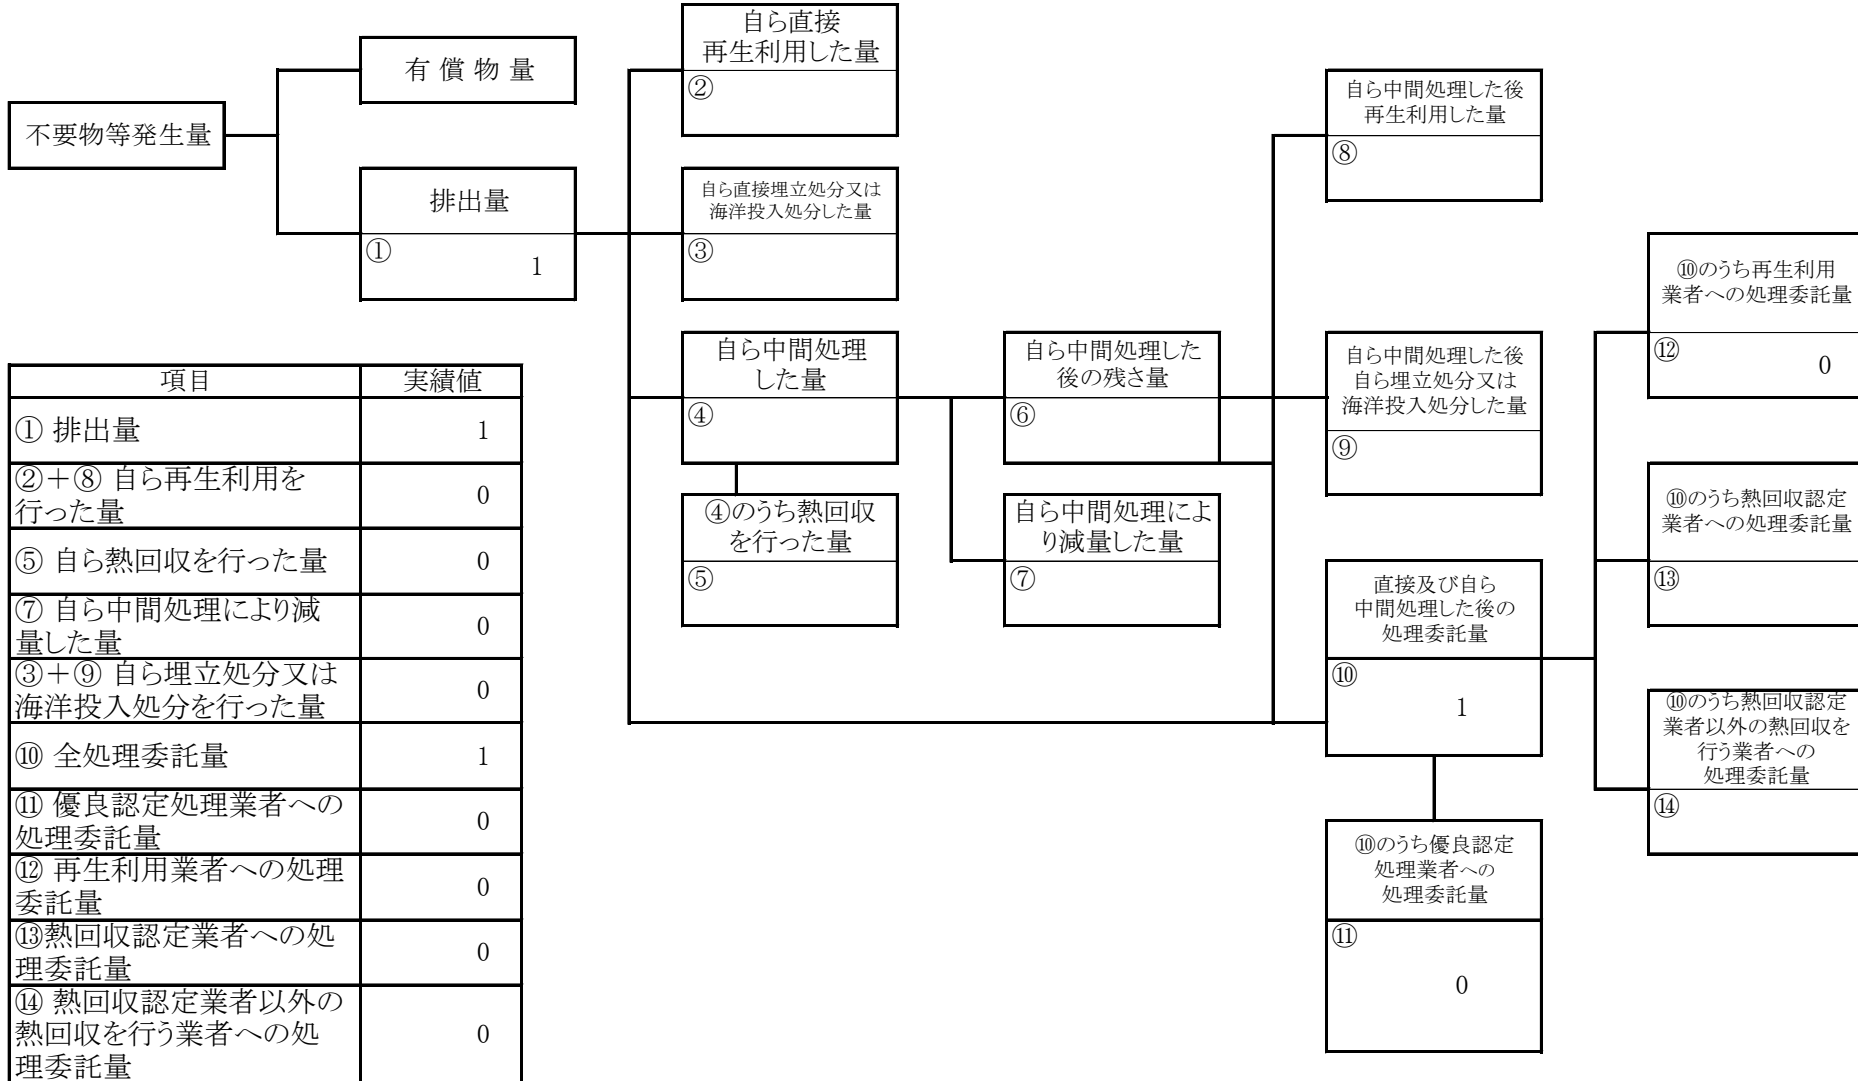 不要物等発生量
有 償 物 量
排出量
①
1
自ら直接
再生利用した量
②
自ら直接埋立処分又は
海洋投入処分した量
③
自ら中間処理
した量
④
④のうち熱回収
を行った量
⑤
自ら中間処理した
後の残さ量
⑥
自ら中間処理によ
り減量した量
⑦
自ら中間処理した後
再生利用した量
⑧
自ら中間処理した後
自ら埋立処分又は
海洋投入処分した量
⑨
直接及び自ら
中間処理した後の
処理委託量
⑩
1
⑩のうち優良認定
処理業者への
処理委託量
⑪
0
⑩のうち再生利用
業者への処理委託量
⑫
0
⑩のうち熱回収認定
業者への処理委託量
⑬
⑩のうち熱回収認定
業者以外の熱回収を
行う業者への
処理委託量
⑭
項目 実績値
① 排出量 1
②＋⑧ 自ら再生利用を
行った量 0
⑤ 自ら熱回収を行った量 0
⑦ 自ら中間処理により減
量した量 0
③＋⑨ 自ら埋立処分又は
海洋投入処分を行った量 0
⑩ 全処理委託量 1
⑪ 優良認定処理業者への
処理委託量 0
⑫ 再生利用業者への処理
委託量 0
⑬熱回収認定業者への処
理委託量 0
⑭ 熱回収認定業者以外の
熱回収を行う業者への処
理委託量 0